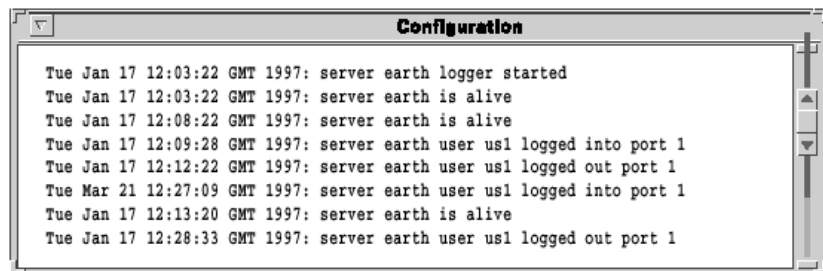 Configuration
Tue Jan 17 12:03:22 GMT 1997: server earth logger started
Tue Jan 17 12:03:22 GMT 1997: server earth is alive
Tue Jan 17 12:08:22 GMT 1997: server earth is alive
Tue Jan 17 12:09:28 GMT 1997: server earth user us1 logged into port 1
Tue Jan 17 12:12:22 GMT 1997: server earth user us1 logged out port 1
Tue Mar 21 12:27:09 GMT 1997: server earth user us1 logged into port 1
Tue Jan 17 12:13:20 GMT 1997: server earth is alive
Tue Jan 17 12:28:33 GMT 1997: server earth user us1 logged out port 1